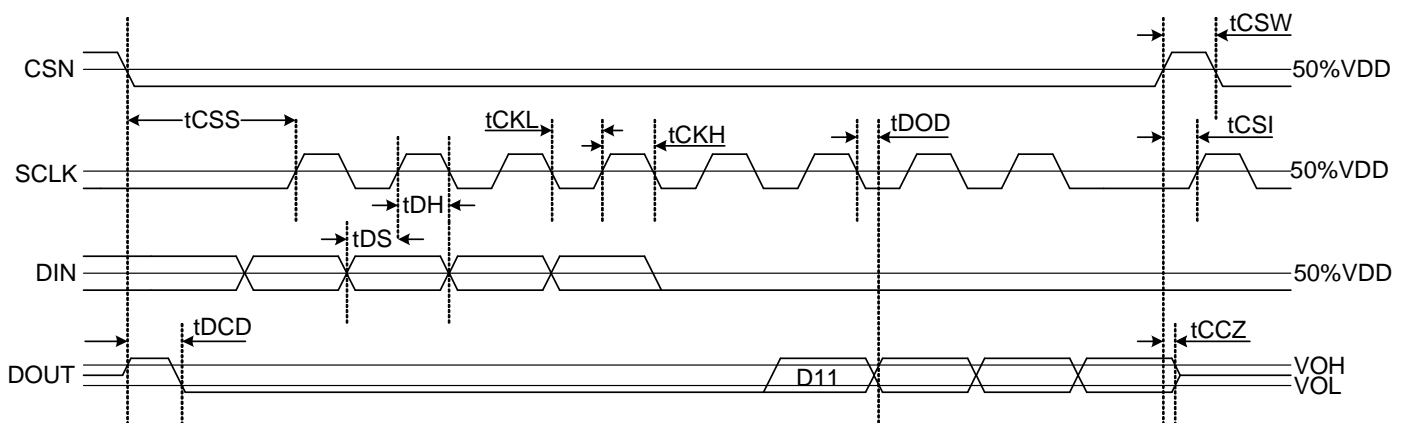 tCSW
CSN
50%VDD
tCSS
tCKL
tCKH
tDOD
tCSI
SCLK
50%VDD
tDH
tDS
DIN
50%VDD
tDCD
tCCZ
DOUT
D11
VOH
VOL